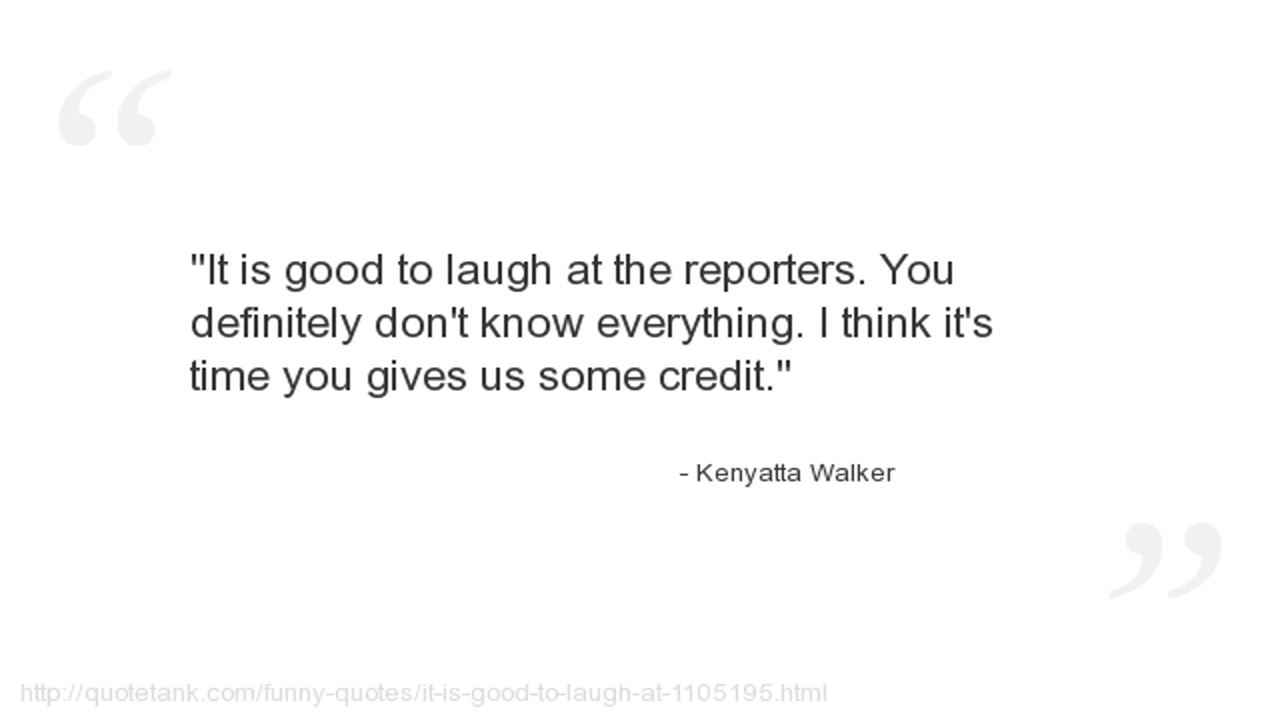 "It is good to laugh at the reporters. You
definitely don't know everything. I think it's
time you gives us some credit."
- Kenyatta Walker
http://quotetank.com/funny-quotes/it-is-good-to-laugh-at-1105195.html